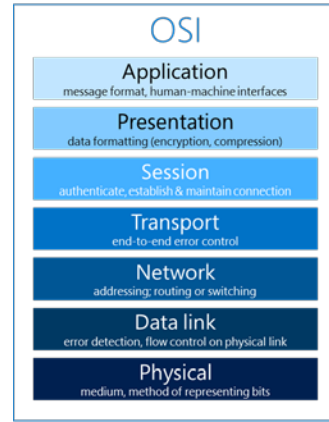 OSI
Application
message format, human-machine interfaces
Presentation
data formatting (encryption, compression)
Session
authenticate, establish & maintain connection
Transport
end-to-end error control
Network
addressing; routing or switching
Data link
error detection, flow control on physical link
Physical
medium, method of representing bits